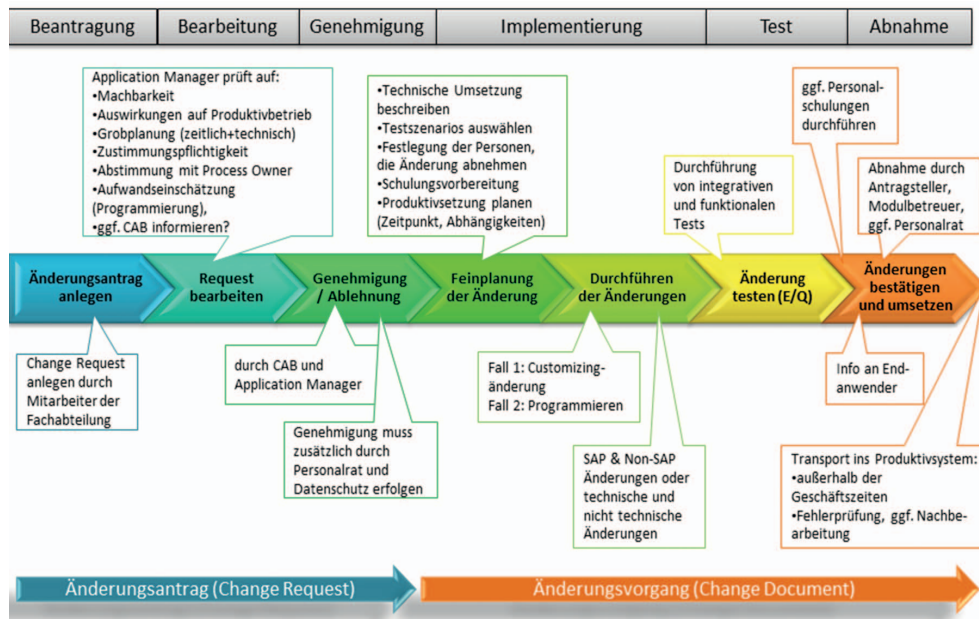 Beantragung
Bearbeitung
Genehmigung
Implementierung
Test
Abnahme
Application Manager prüft auf:
•Machbarkeit
•Auswirkungen auf Produktivbetrieb
•Grobplanung (zeitlich+technisch)
•Zustimmungspflichtigkeit
•Abstimmung mit Process Owner
•Aufwandseinschätzung
(Programmierung),
•ggf. CAB informieren?
•Technische Umsetzung
beschreiben
•Testszenarios auswählen
•Festlegung der Personen,
die Änderung abnehmen
•Schulungsvorbereitung
•Produktivsetzung planen
(Zeitpunkt, Abhängigkeiten)
Durchführung
von integrativen
und funktionalen
Tests
ggf. Personal-
schulungen
durchführen
Abnahme durch
Antragsteller,
Modulbetreuer,
ggf. Personalrat
Änderungsantrag
anlegen
Request
bearbeiten
Genehmigung
/ Ablehnung
Feinplanung
der Änderung
Durchführen
der Änderungen
Änderung
testen (E/Q)
Änderungen
bestätigen
und umsetzen
Change Request
anlegen durch
Mitarbeiter der
Fachabteilung
durch CAB und
Application Manager
Genehmigung muss
zusätzlich durch
Personalrat und
Datenschutz erfolgen
Fall 1: Customizing-
änderung
Fall 2: Programmieren
SAP & Non-SAP
Änderungen oder
technische und
nicht technische
Änderungen
Info an End-
anwender
Transport ins Produktivsystem:
•außerhalb der
Geschäftszeiten
•Fehlerprüfung, ggf. Nachbe-
arbeitung
Änderungsantrag (Change Request)
Änderungsvorgang (Change Document)